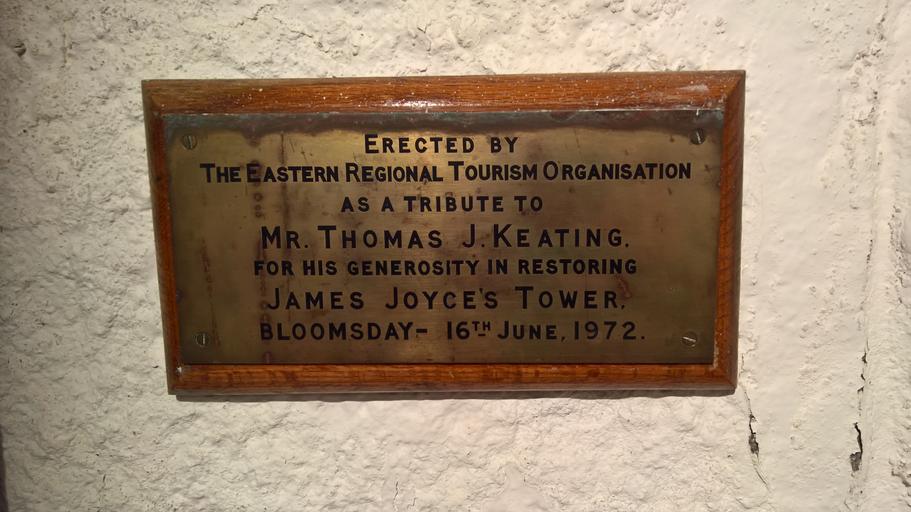 ERECTED BY
THE EASTERN REGIONAL TOURISM ORGANISATION
AS A TRIBUTE TO
MR. THOMAS J. KEATING,
FOR HIS GENEROSITY IN RESTORING
JAMES JOYCE'S TOWER,
BLOOMSDAY- 16TH JUNE, 1972.